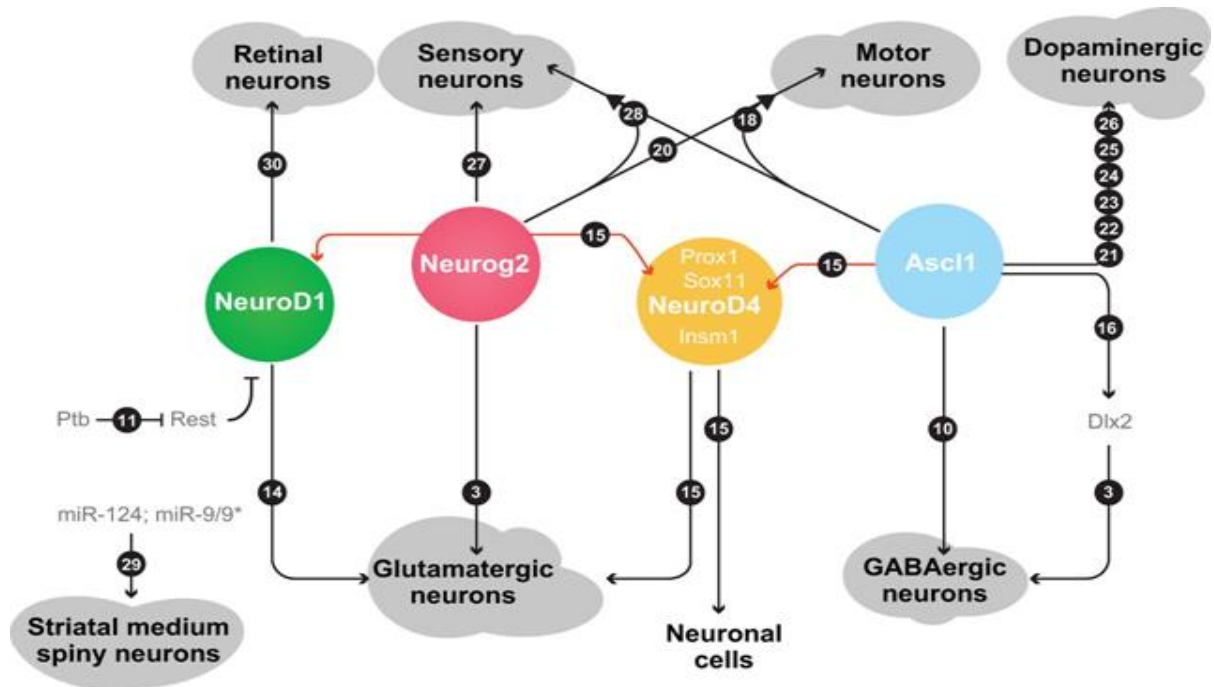 Retinal
neurons
Sensory
neurons
Motor
neurons
Dopaminergic
neurons
28
18
26
25
24
23
22
21
30
27
20
15
15
NeuroD1
Neurog2
Prox1
Sox11
NeuroD4
Insm1
Ascl1
16
Ptb
11
Rest
15
10
Dlx2
14
3
15
3
miR-124; miR-9/9*
29
Glutamatergic
neurons
GABAergic
neurons
Striatal medium
spiny neurons
Neuronal
cells